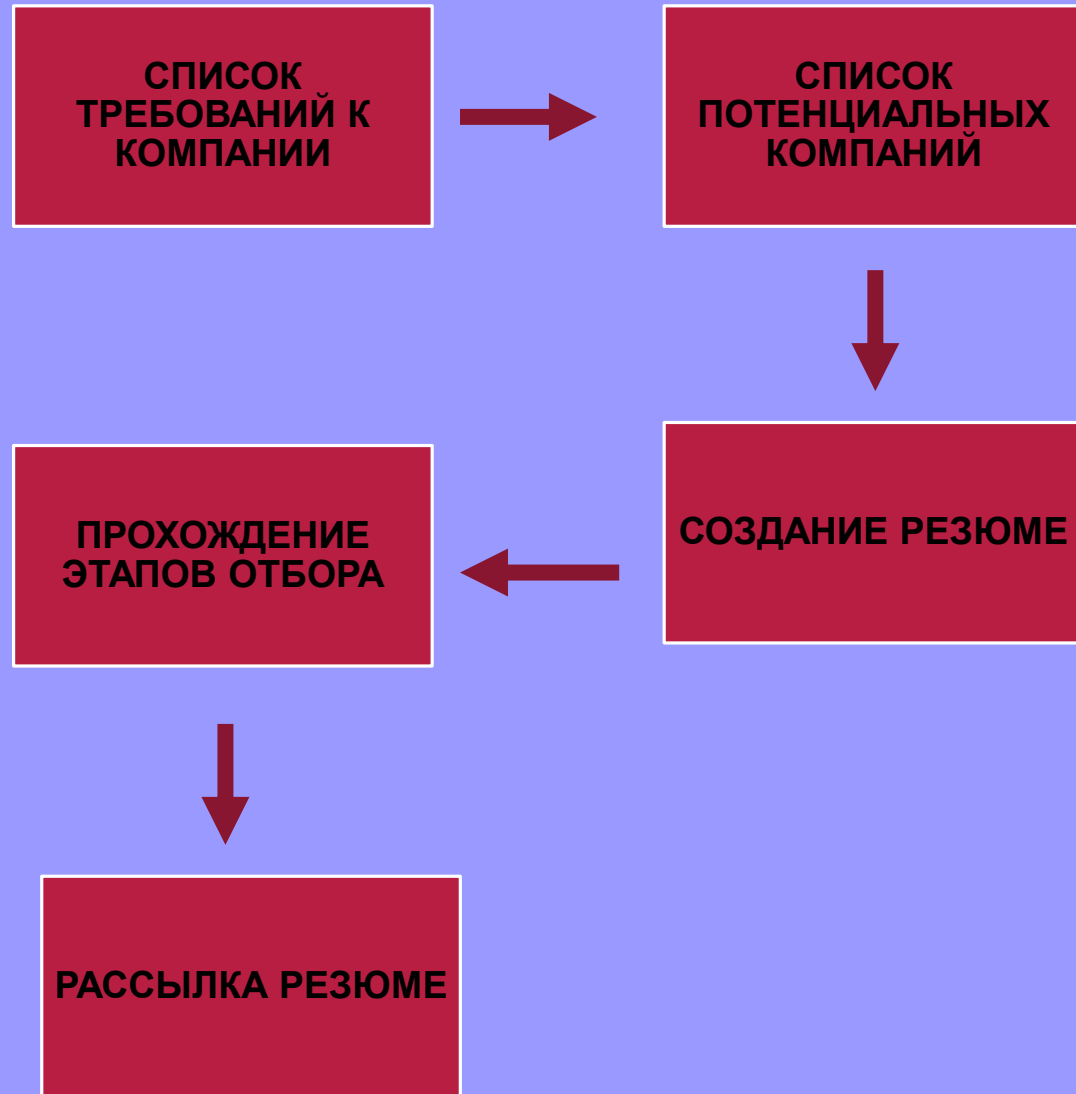 СПИСОК
ТРЕБОВАНИЙ К
КОМПАНИИ
СПИСОК
ПОТЕНЦИАЛЬНЫХ
КОМПАНИЙ
СОЗДАНИЕ РЕЗЮМЕ
ПРОХОЖДЕНИЕ
ЭТАПОВ ОТБОРА
РАССЫЛКА РЕЗЮМЕ